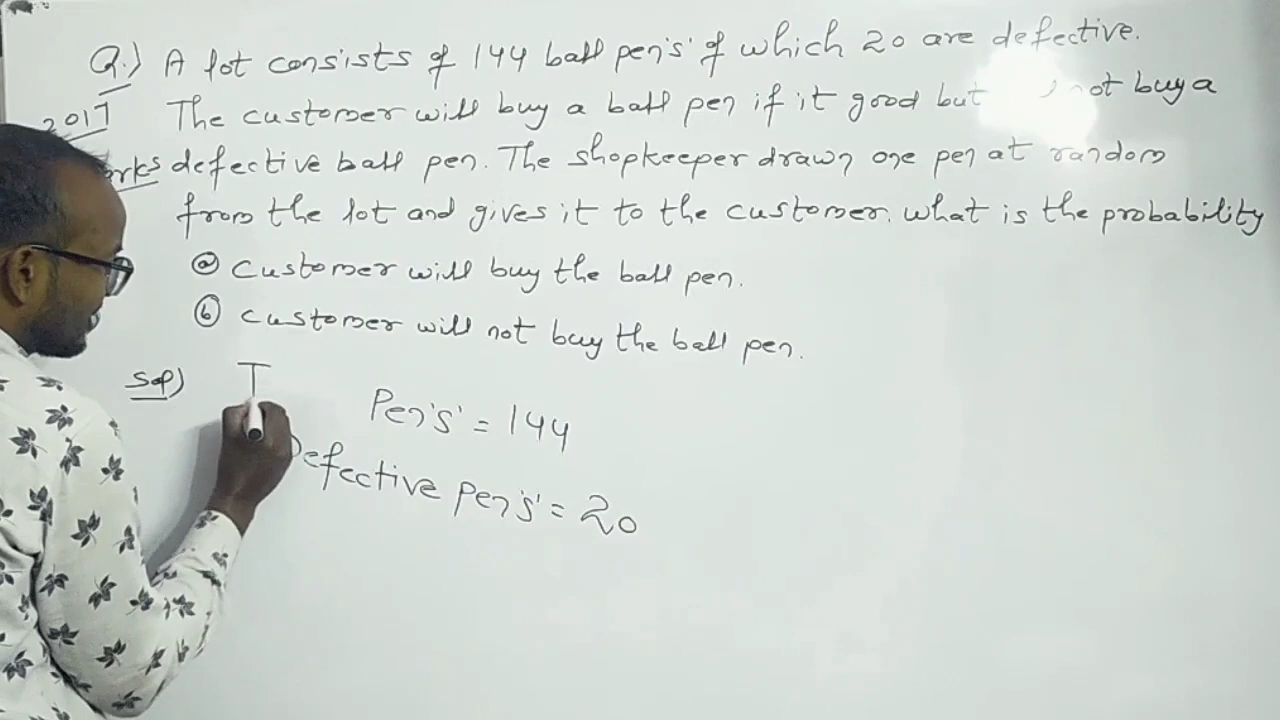 Q.) A lot consists of 144 ball pen's' of which 20 are defective.
2017 The customer will buy a ball pen if it good but not buy a
defective ball pen. The shopkeeper drawn one pen at random
from the lot and gives it to the customer. what is the probability
(a) customer will buy the ball pen.
(b) customer will not buy the ball pen.
Sol) T
Pen's' = 144
Defective pen's' = 20